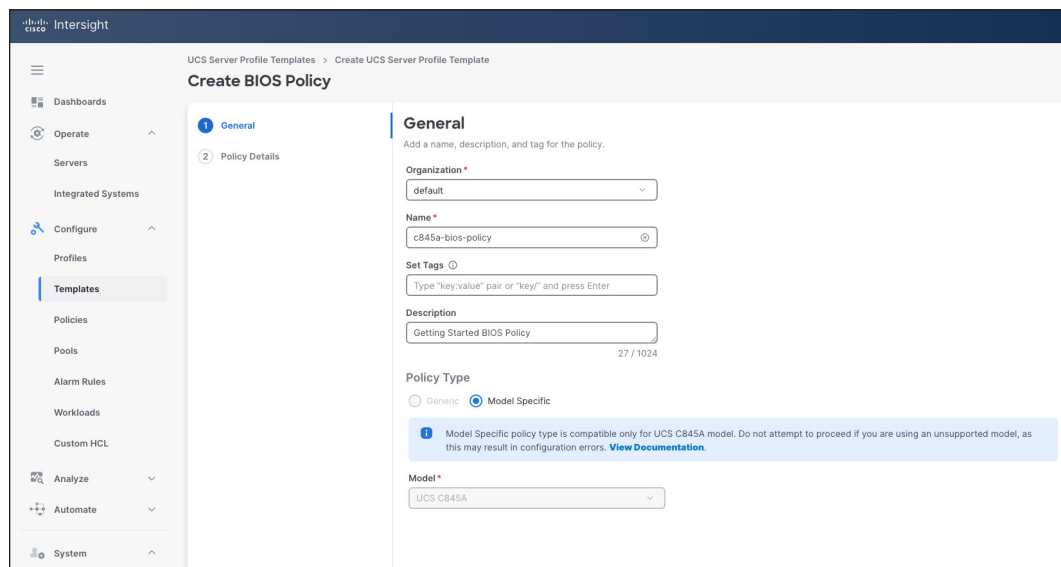 CISCO Intersight
UCS Server Profile Templates > Create UCS Server Profile Template
Create BIOS Policy
Dashboards
Operate
Servers
Integrated Systems
Configure
Profiles
Templates
Policies
Pools
Alarm Rules
Workloads
Custom HCL
Analyze
Automate
System
1 General
2 Policy Details
General
Add a name, description, and tag for the policy.
Organization *
default
Name *
c845a-bios-policy
Set Tags
Type "key:value" pair or "key/" and press Enter
Description
Getting Started BIOS Policy
27 / 1024
Policy Type
Generic Model Specific
Model Specific policy type is compatible only for UCS C845A model. Do not attempt to proceed if you are using an unsupported model, as
this may result in configuration errors. View Documentation.
Model *
UCS C845A